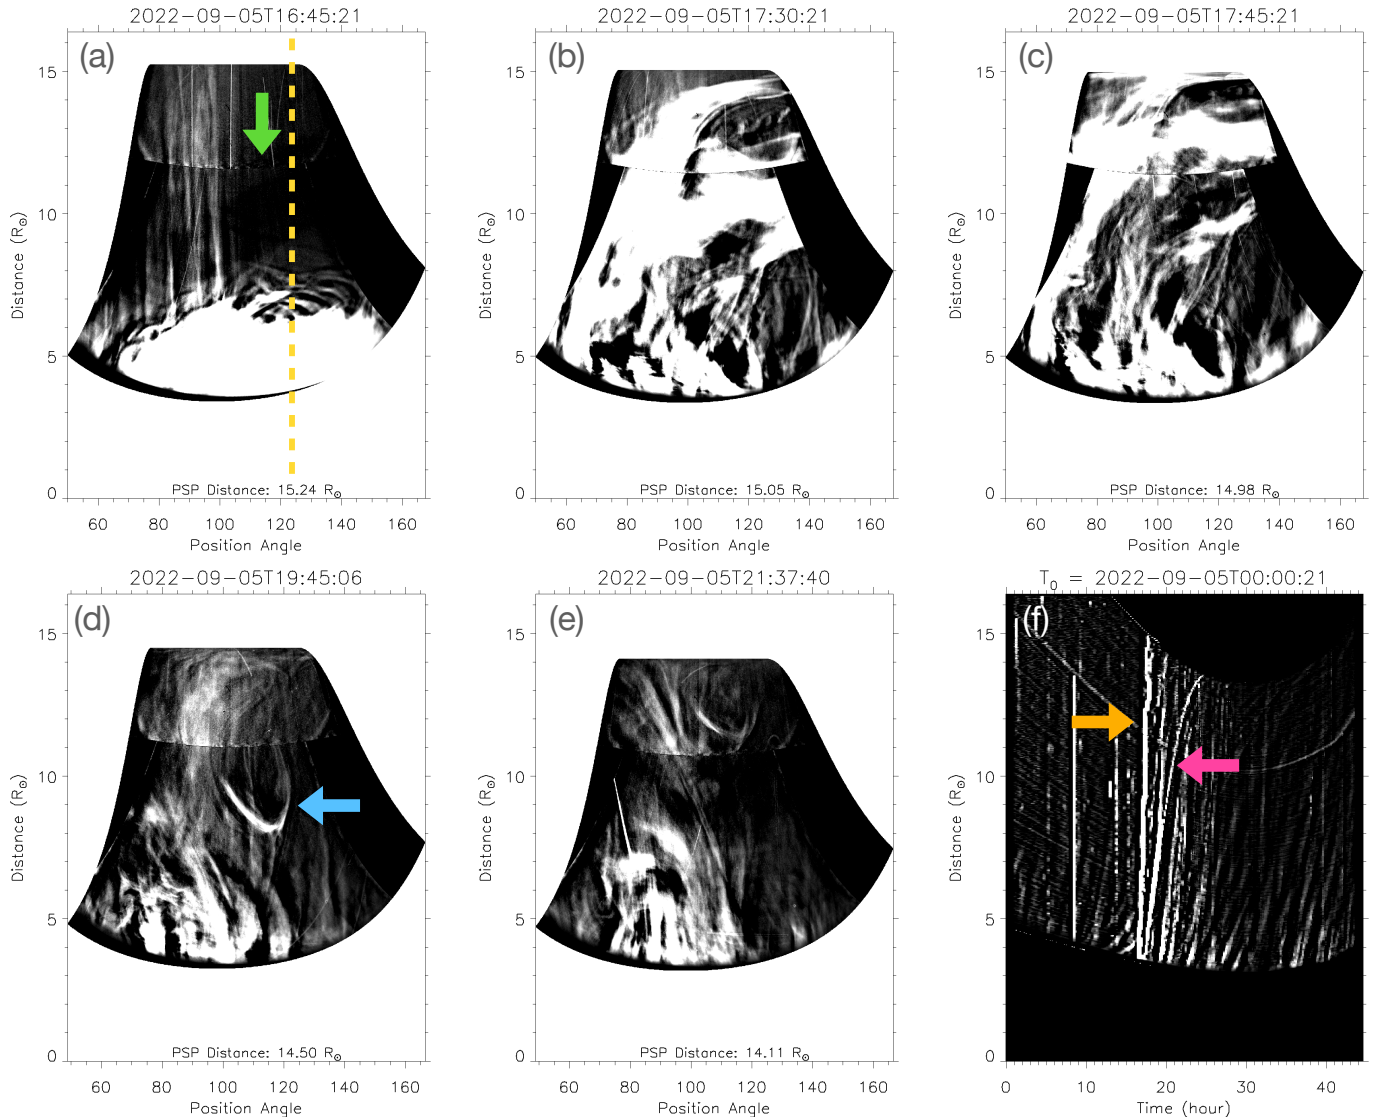 2022-09-05T16:45:21
(a)
Distance (R☉)
15
10
5
0
PSP Distance: 15.24 R☉
60 80 100 120 140 160
Position Angle
2022-09-05T17:30:21
(b)
Distance (R☉)
15
10
5
0
PSP Distance: 15.05 R☉
60 80 100 120 140 160
Position Angle
2022-09-05T17:45:21
(c)
Distance (R☉)
15
10
5
0
PSP Distance: 14.98 R☉
60 80 100 120 140 160
Position Angle
2022-09-05T19:45:06
(d)
Distance (R☉)
15
10
5
0
PSP Distance: 14.50 R☉
60 80 100 120 140 160
Position Angle
2022-09-05T21:37:40
(e)
Distance (R☉)
15
10
5
0
PSP Distance: 14.11 R☉
60 80 100 120 140 160
Position Angle
T₀ = 2022-09-05T00:00:21
(f)
Distance (R☉)
15
10
5
0
0 10 20 30 40
Time (hour)